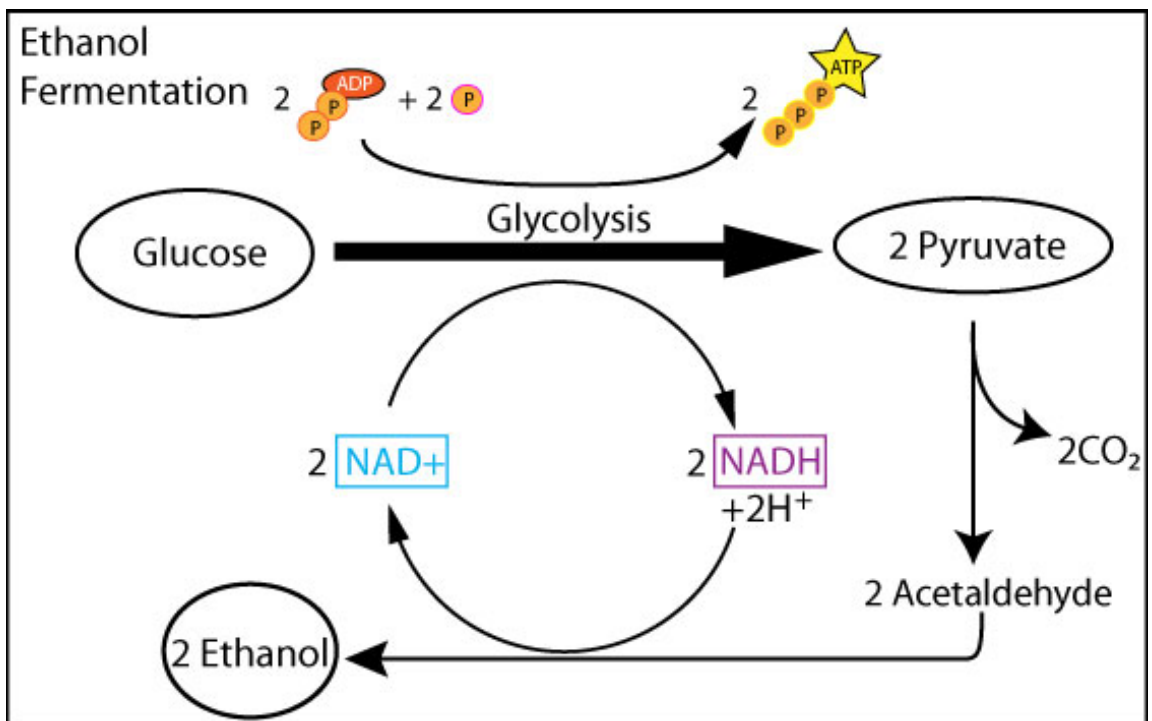 Ethanol
Fermentation
2 ADP P P + 2 P
2 ATP P P P
Glycolysis
Glucose
2 Pyruvate
2 NAD+
2 NADH
+2H⁺
2CO₂
2 Acetaldehyde
2 Ethanol